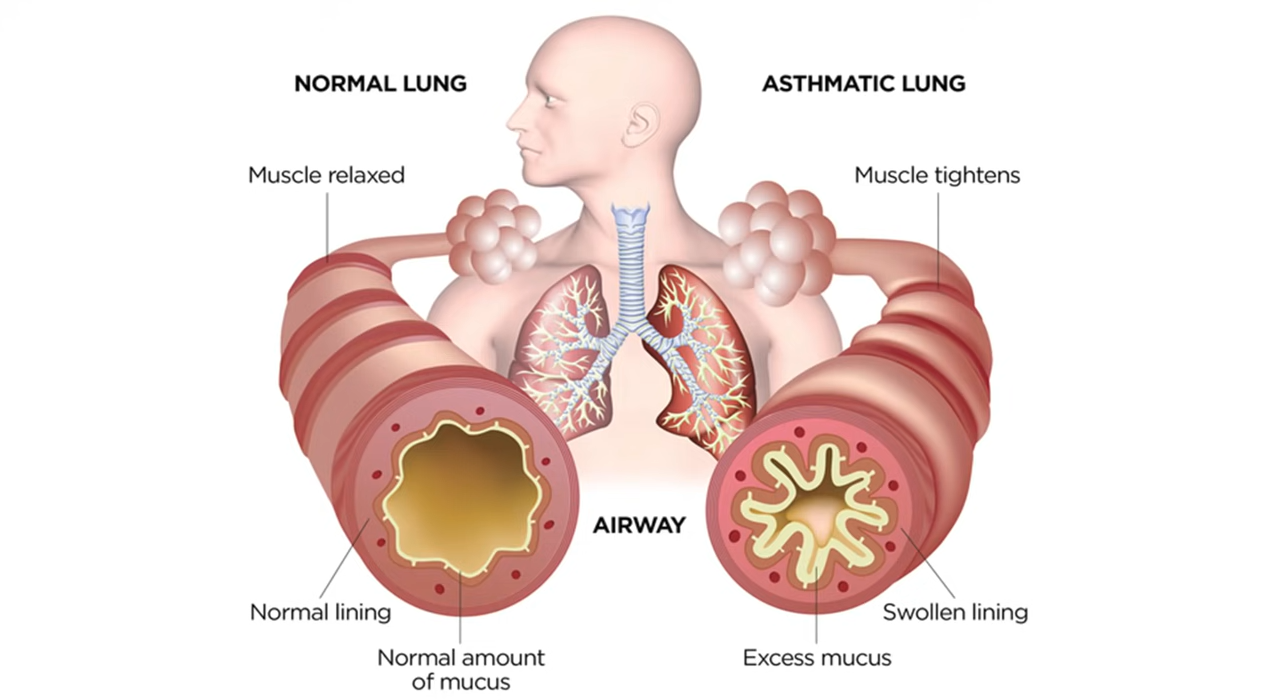 NORMAL LUNG
ASTHMATIC LUNG
Muscle relaxed
Muscle tightens
AIRWAY
Normal lining
Swollen lining
Normal amount
of mucus
Excess mucus